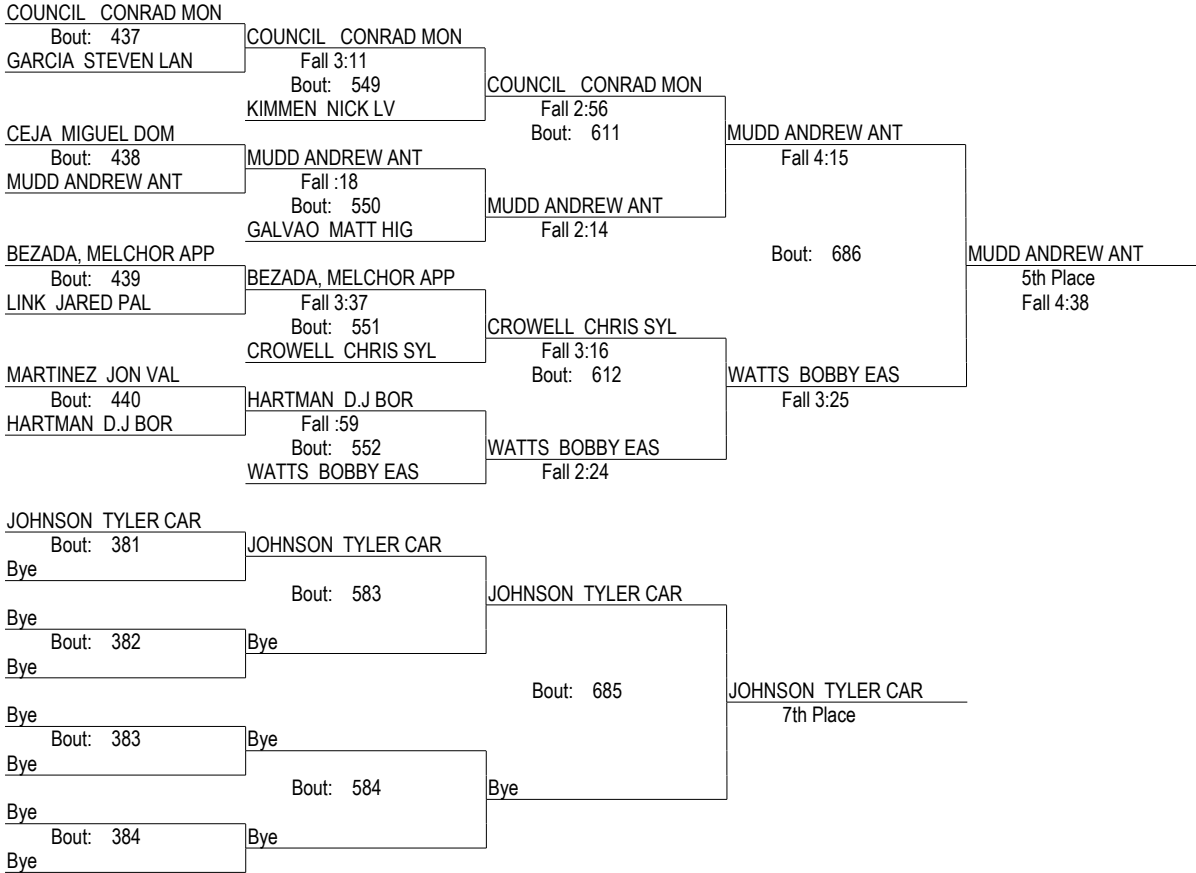 COUNCIL CONRAD MON
Bout: 437
GARCIA STEVEN LAN
COUNCIL CONRAD MON
Fall 3:11
Bout: 549
KIMMEN NICK LV
COUNCIL CONRAD MON
Fall 2:56
Bout: 611
CEJA MIGUEL DOM
Bout: 438
MUDD ANDREW ANT
MUDD ANDREW ANT
Fall :18
Bout: 550
GALVAO MATT HIG
MUDD ANDREW ANT
Fall 2:14
MUDD ANDREW ANT
Fall 4:15
Bout: 686
MUDD ANDREW ANT
5th Place
Fall 4:38
BEZADA, MELCHOR APP
Bout: 439
LINK JARED PAL
BEZADA, MELCHOR APP
Fall 3:37
Bout: 551
CROWELL CHRIS SYL
CROWELL CHRIS SYL
Fall 3:16
Bout: 612
MARTINEZ JON VAL
Bout: 440
HARTMAN D.J BOR
HARTMAN D.J BOR
Fall :59
Bout: 552
WATTS BOBBY EAS
WATTS BOBBY EAS
Fall 2:24
WATTS BOBBY EAS
Fall 3:25
JOHNSON TYLER CAR
Bout: 381
Bye
JOHNSON TYLER CAR
Bout: 583
Bye
Bout: 382
Bye
Bye
JOHNSON TYLER CAR
Bout: 685
JOHNSON TYLER CAR
7th Place
Bye
Bout: 383
Bye
Bye
Bout: 584
Bye
Bye
Bout: 384
Bye
Bye